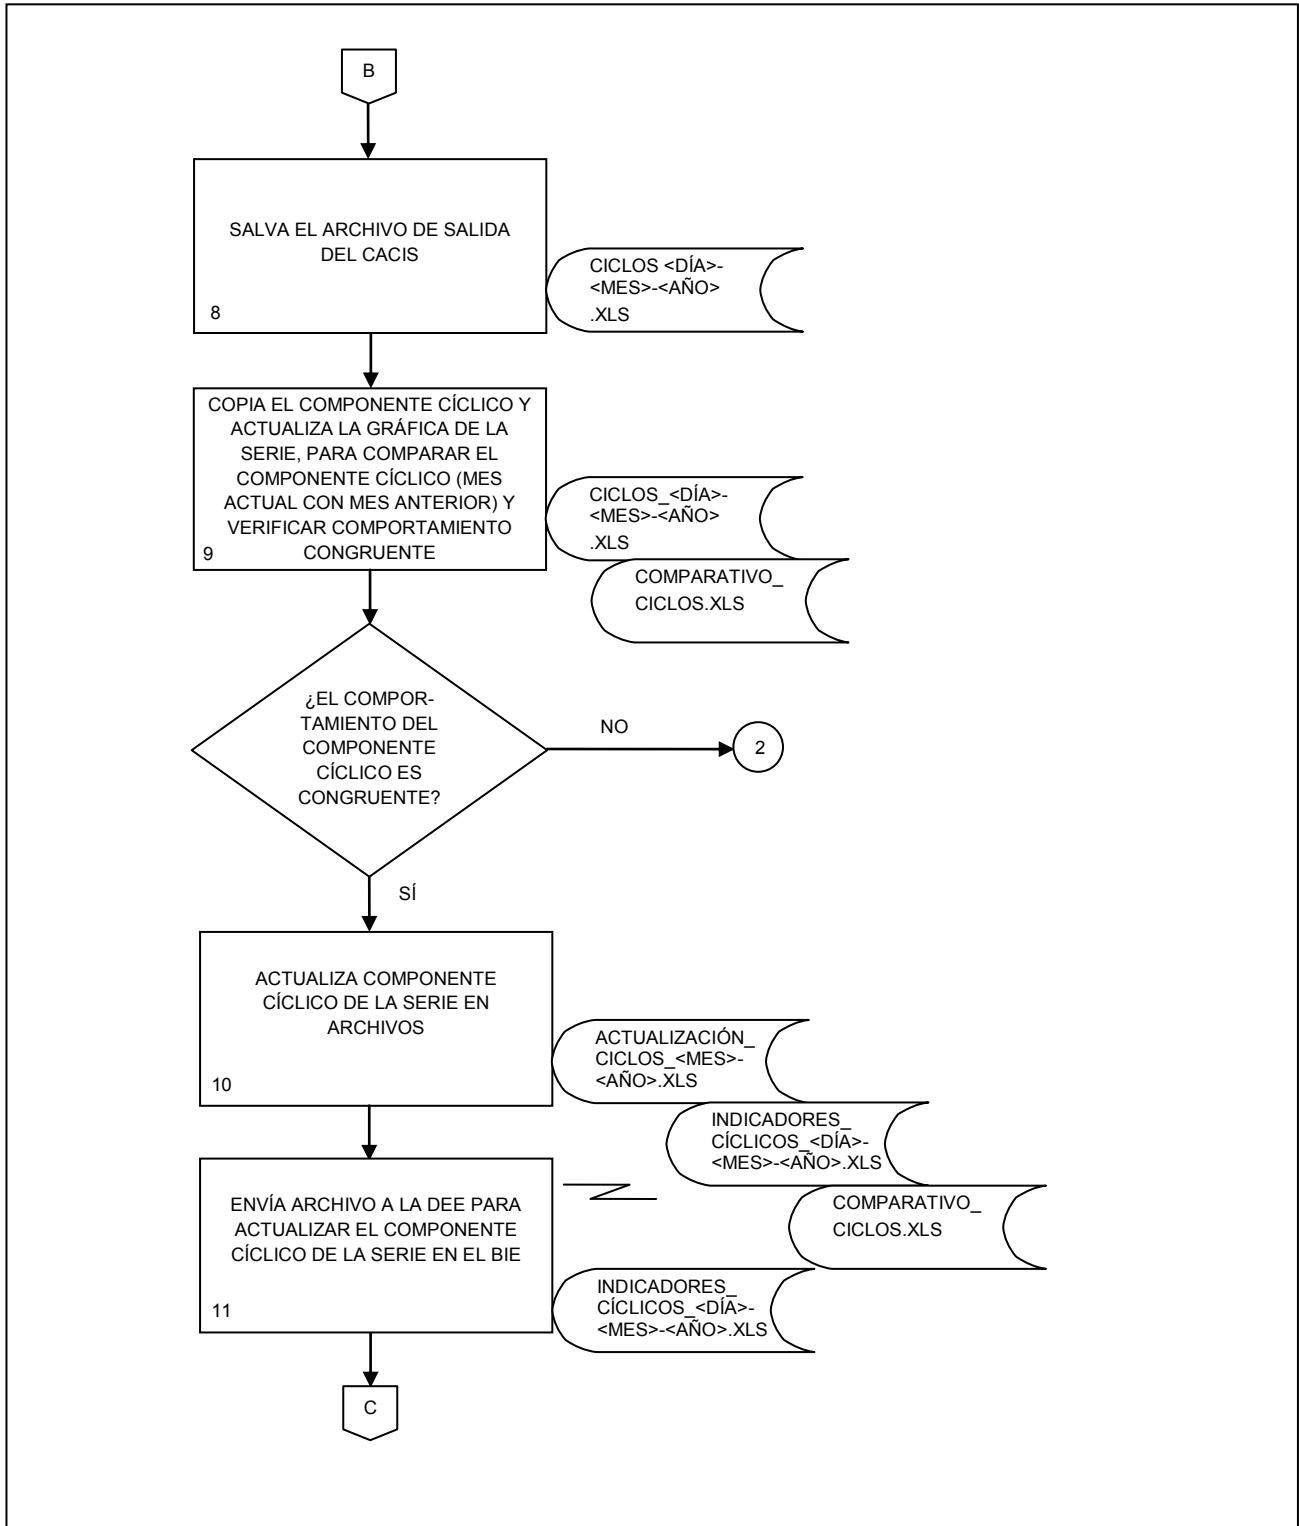 B
SALVA EL ARCHIVO DE SALIDA
DEL CACIS
8
CICLOS <DÍA>-
<MES>-<AÑO>
.XLS
COPIA EL COMPONENTE CÍCLICO Y
ACTUALIZA LA GRÁFICA DE LA
SERIE, PARA COMPARAR EL
COMPONENTE CÍCLICO (MES
ACTUAL CON MES ANTERIOR) Y
VERIFICAR COMPORTAMIENTO
CONGRUENTE
9
CICLOS_<DÍA>-
<MES>-<AÑO>
.XLS
COMPARATIVO_
CICLOS.XLS
¿EL COMPOR-
TAMIENTO DEL
COMPONENTE
CÍCLICO ES
CONGRUENTE?
NO
2
SÍ
ACTUALIZA COMPONENTE
CÍCLICO DE LA SERIE EN
ARCHIVOS
10
ACTUALIZACIÓN_
CICLOS_<MES>-
<AÑO>.XLS
INDICADORES_
CÍCLICOS_<DÍA>-
<MES>-<AÑO>.XLS
COMPARATIVO_
CICLOS.XLS
ENVÍA ARCHIVO A LA DEE PARA
ACTUALIZAR EL COMPONENTE
CÍCLICO DE LA SERIE EN EL BIE
11
INDICADORES_
CÍCLICOS_<DÍA>-
<MES>-<AÑO>.XLS
C